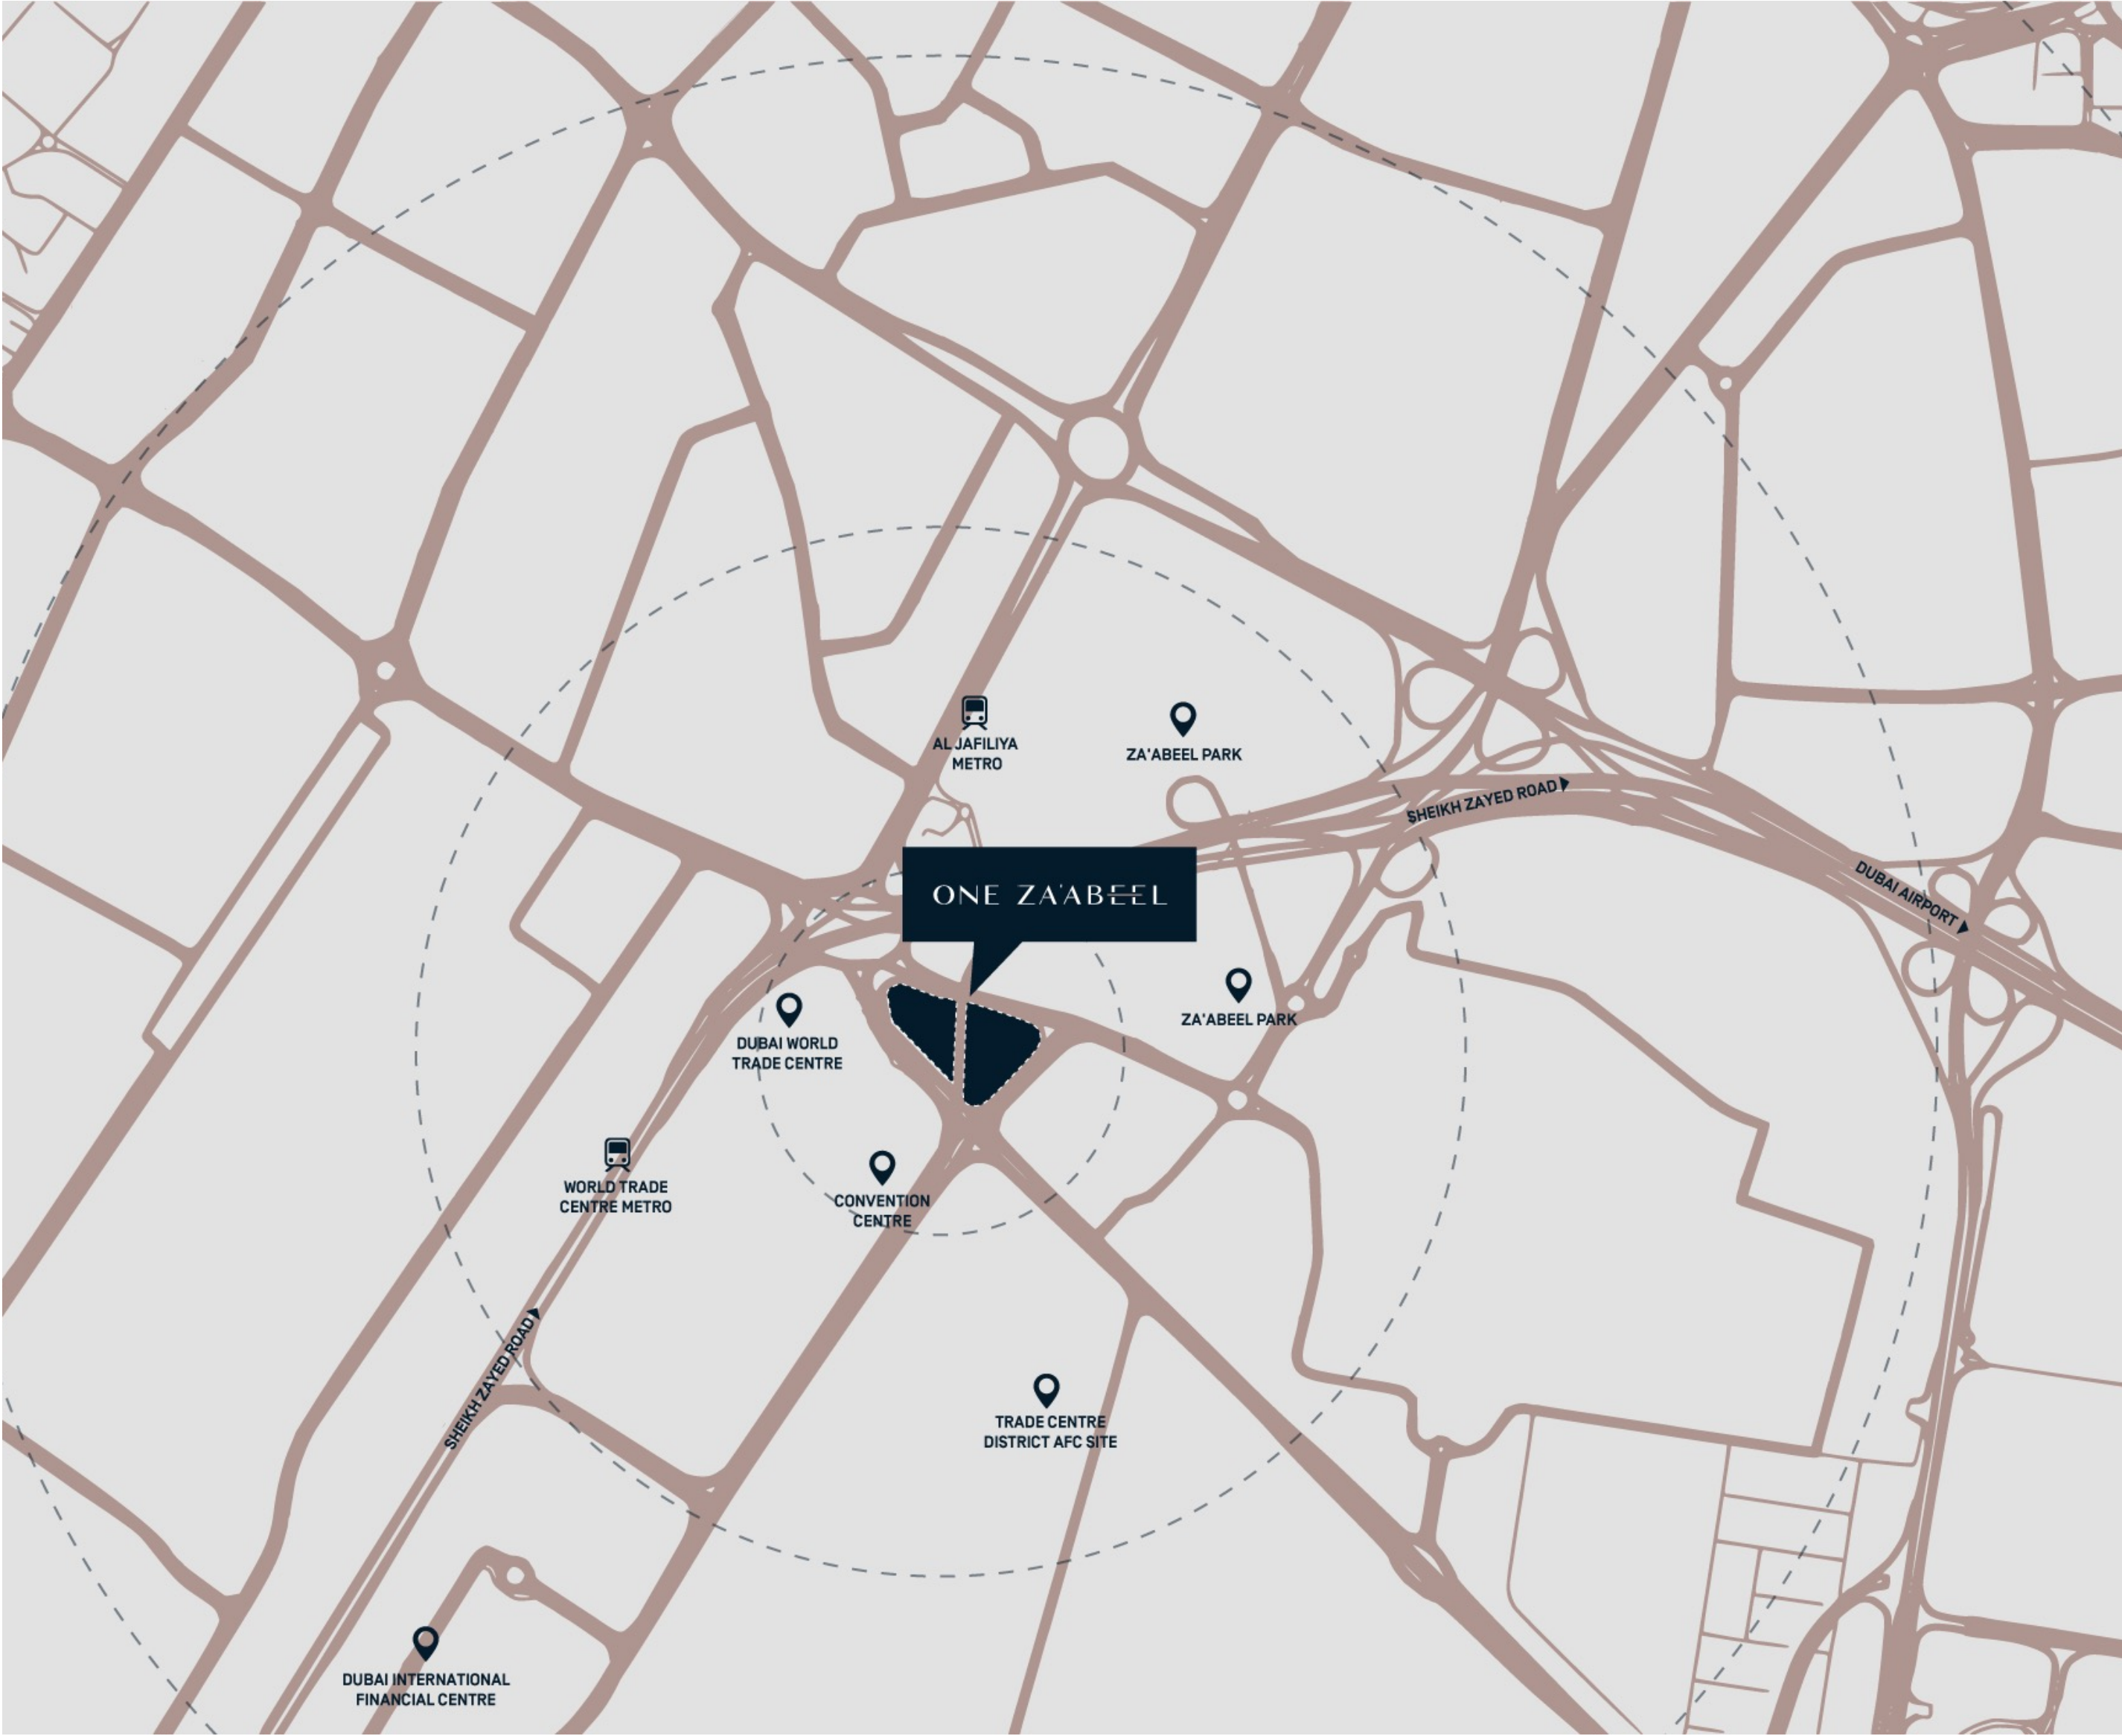 AL JAFILIYA
METRO
ZA'ABEEL PARK
SHEIKH ZAYED ROAD
DUBAI AIRPORT
ONE ZA'ABEEL
ZA'ABEEL PARK
DUBAI WORLD
TRADE CENTRE
WORLD TRADE
CENTRE METRO
CONVENTION
CENTRE
SHEIKH ZAYED ROAD
TRADE CENTRE
DISTRICT AFC SITE
DUBAI INTERNATIONAL
FINANCIAL CENTRE